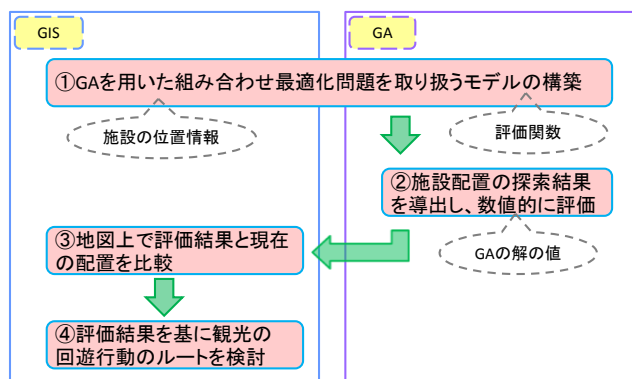 GIS
GA
①GAを用いた組み合わせ最適化問題を取り扱うモデルの構築
施設の位置情報
評価関数
②施設配置の探索結果
を導出し、数値的に評価
GAの解の値
③地図上で評価結果と現在
の配置を比較
④評価結果を基に観光の
回遊行動のルートを検討